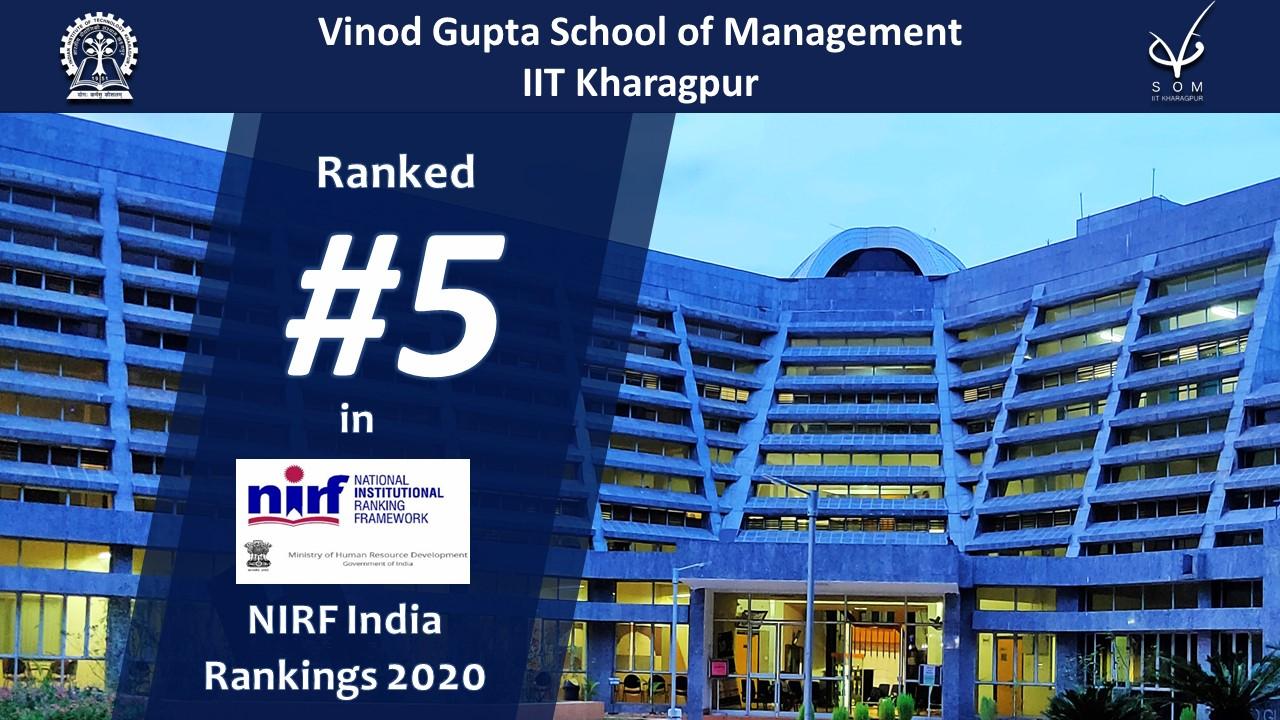 Vinod Gupta School of Management
IIT Kharagpur
S O M
IIT KHARAGPUR
Ranked
#5
in
nirf
NATIONAL
INSTITUTIONAL
RANKING
FRAMEWORK
Ministry of Human Resource Development
Government of India
NIRF India
Rankings 2020